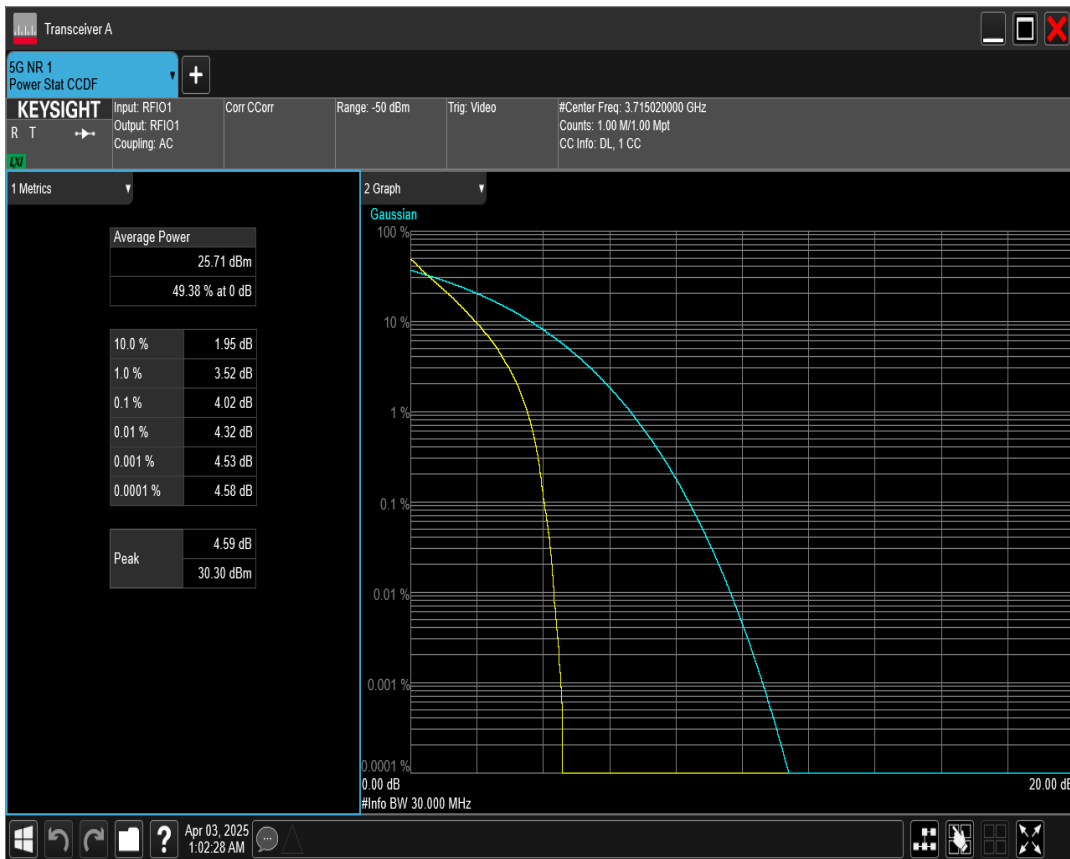 Transceiver A
5G NR 1
Power Stat CCDF
KEYSIGHT
R T
LXI
Input: RFIO1
Output: RFIO1
Coupling: AC
Corr CCorr
Range: -50 dBm
Trig: Video
#Center Freq: 3.715020000 GHz
Counts: 1.00 M/1.00 Mpt
CC Info: DL, 1 CC
1 Metrics
Average Power
25.71 dBm
49.38 % at 0 dB
10.0 % 1.95 dB
1.0 % 3.52 dB
0.1 % 4.02 dB
0.01 % 4.32 dB
0.001 % 4.53 dB
0.0001 % 4.58 dB
Peak 4.59 dB
30.30 dBm
2 Graph
Gaussian
100 %
10 %
1 %
0.1 %
0.01 %
0.001 %
0.0001 %
0.00 dB 20.00 dB
#Info BW 30.000 MHz
?
Apr 03, 2025
1:02:28 AM